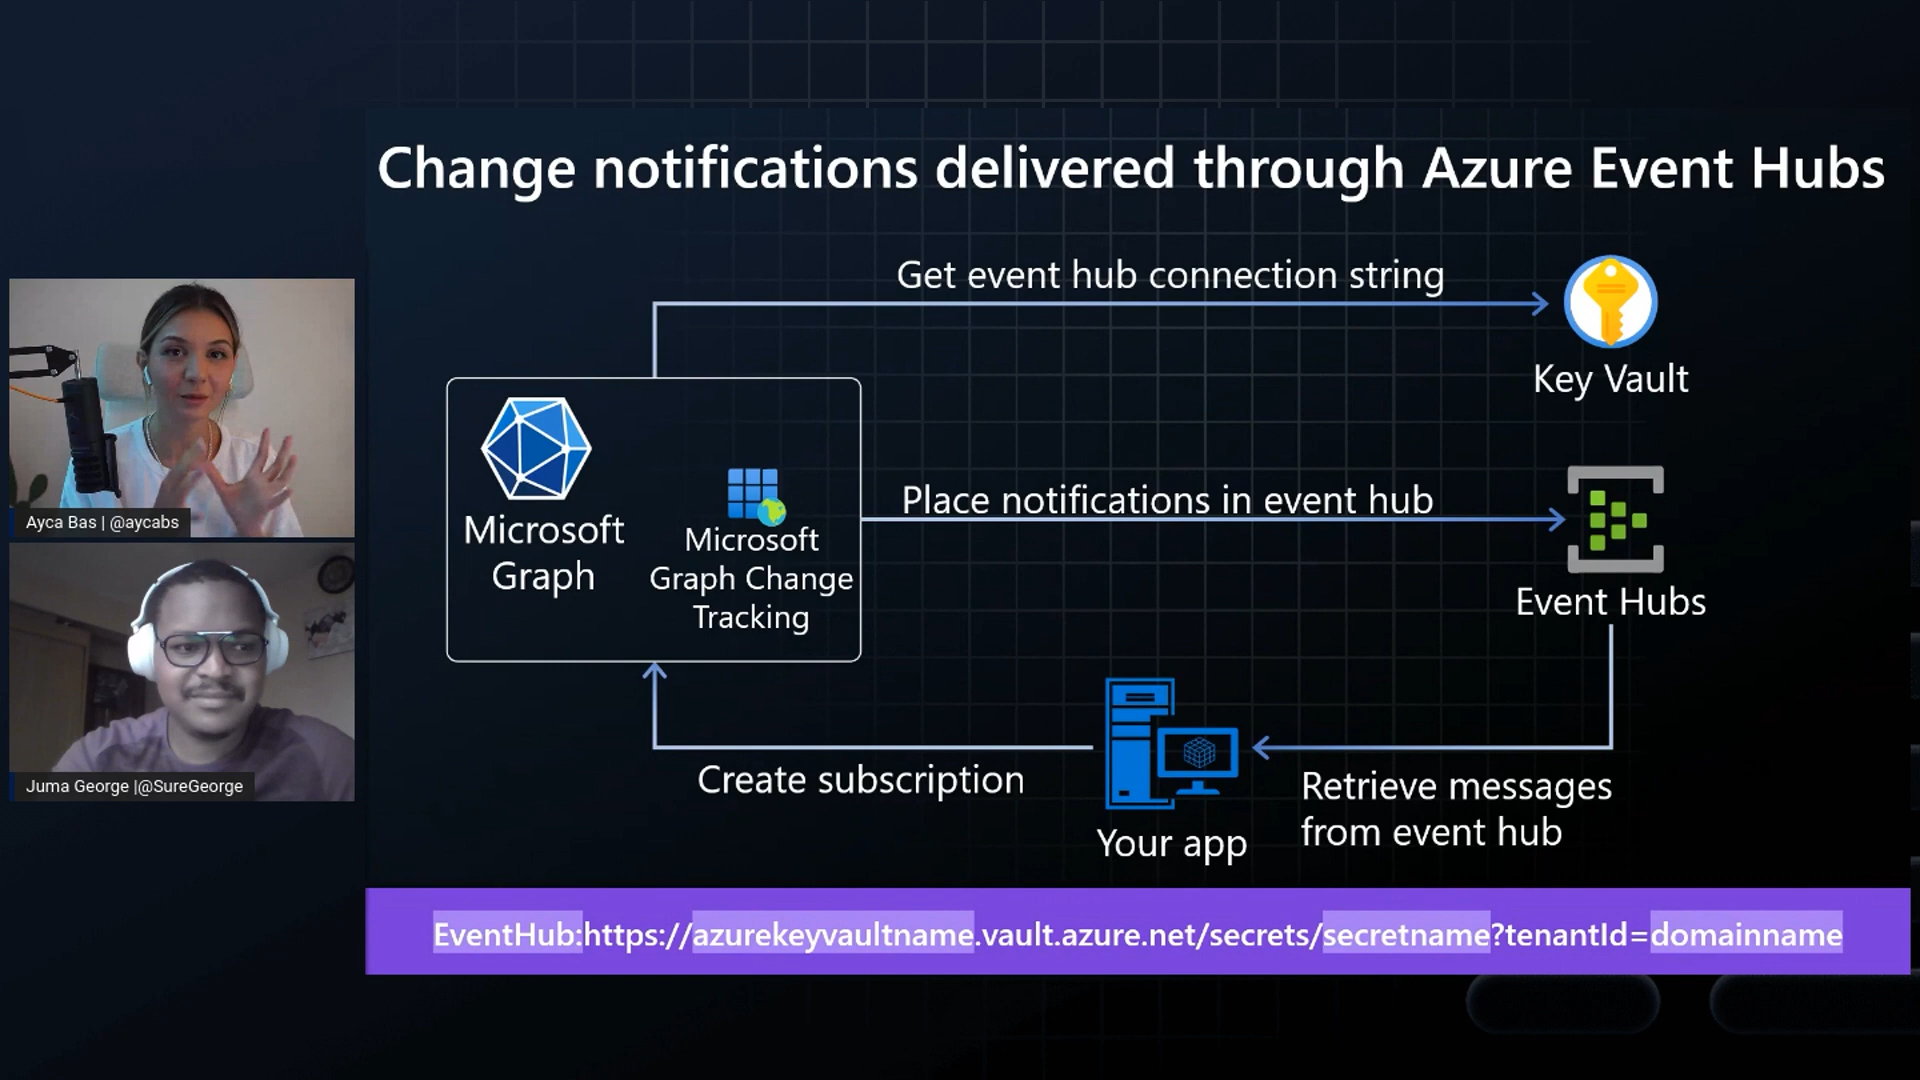 Change notifications delivered through Azure Event Hubs
Get event hub connection string
Key Vault
Microsoft
Graph
Microsoft
Graph Change
Tracking
Place notifications in event hub
Event Hubs
Ayca Bas | @aycabs
Juma George |@SureGeorge
Create subscription
Your app
Retrieve messages
from event hub
EventHub:https://azurekeyvaultname.vault.azure.net/secrets/secretname?tenantId=domainname